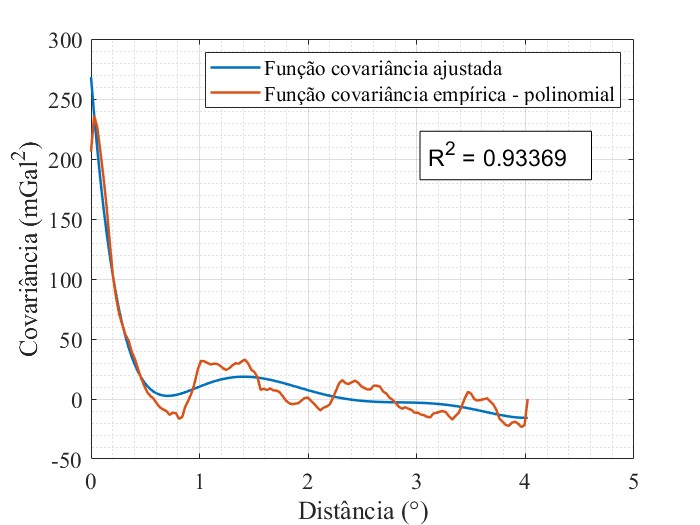 300
250
200
150
100
50
0
-50
0 1 2 3 4 5
Covariância (mGal²)
Distância (°)
Função covariância ajustada
Função covariância empírica - polinomial
R² = 0.93369